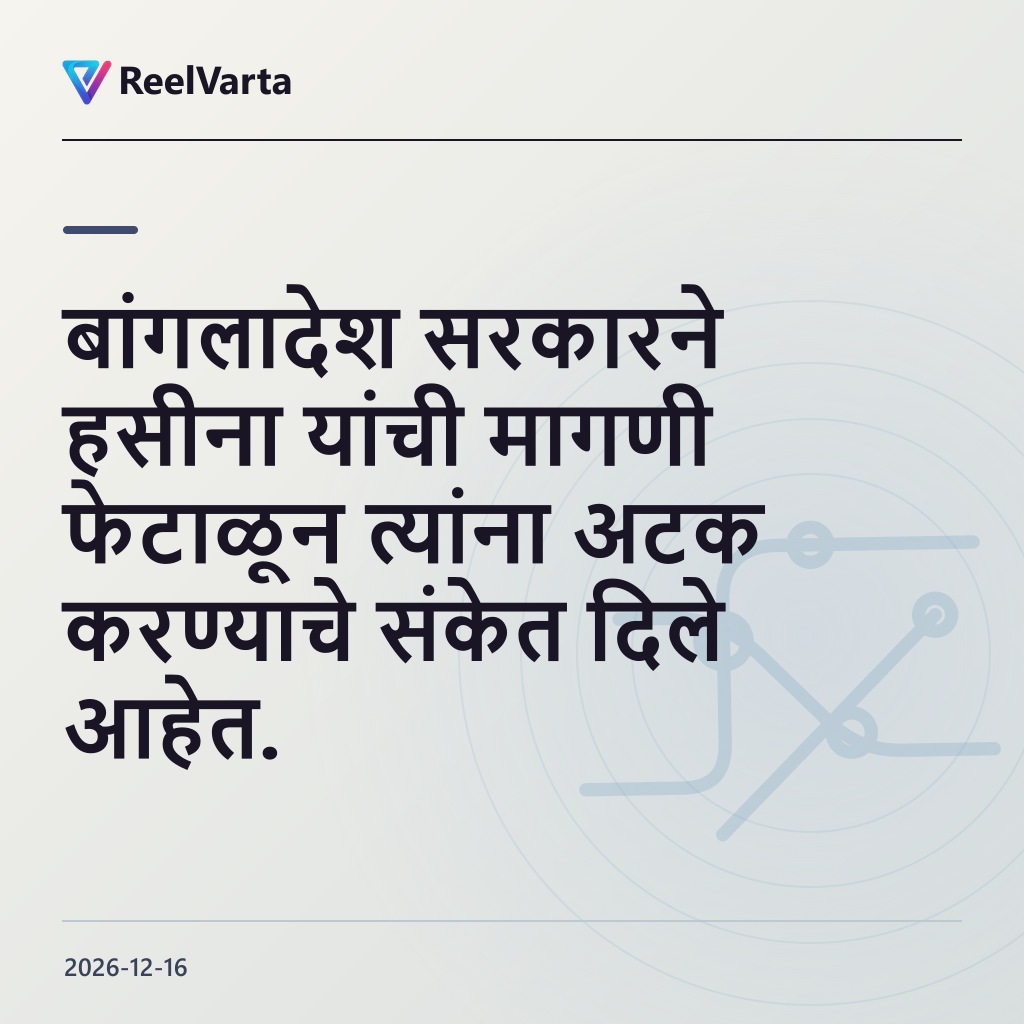 ReelVarta
बांगलादेश सरकारने
हसीना यांची मागणी
फेटाळून त्यांना अटक
करण्याचे संकेत दिले
आहेत.
2026-12-16